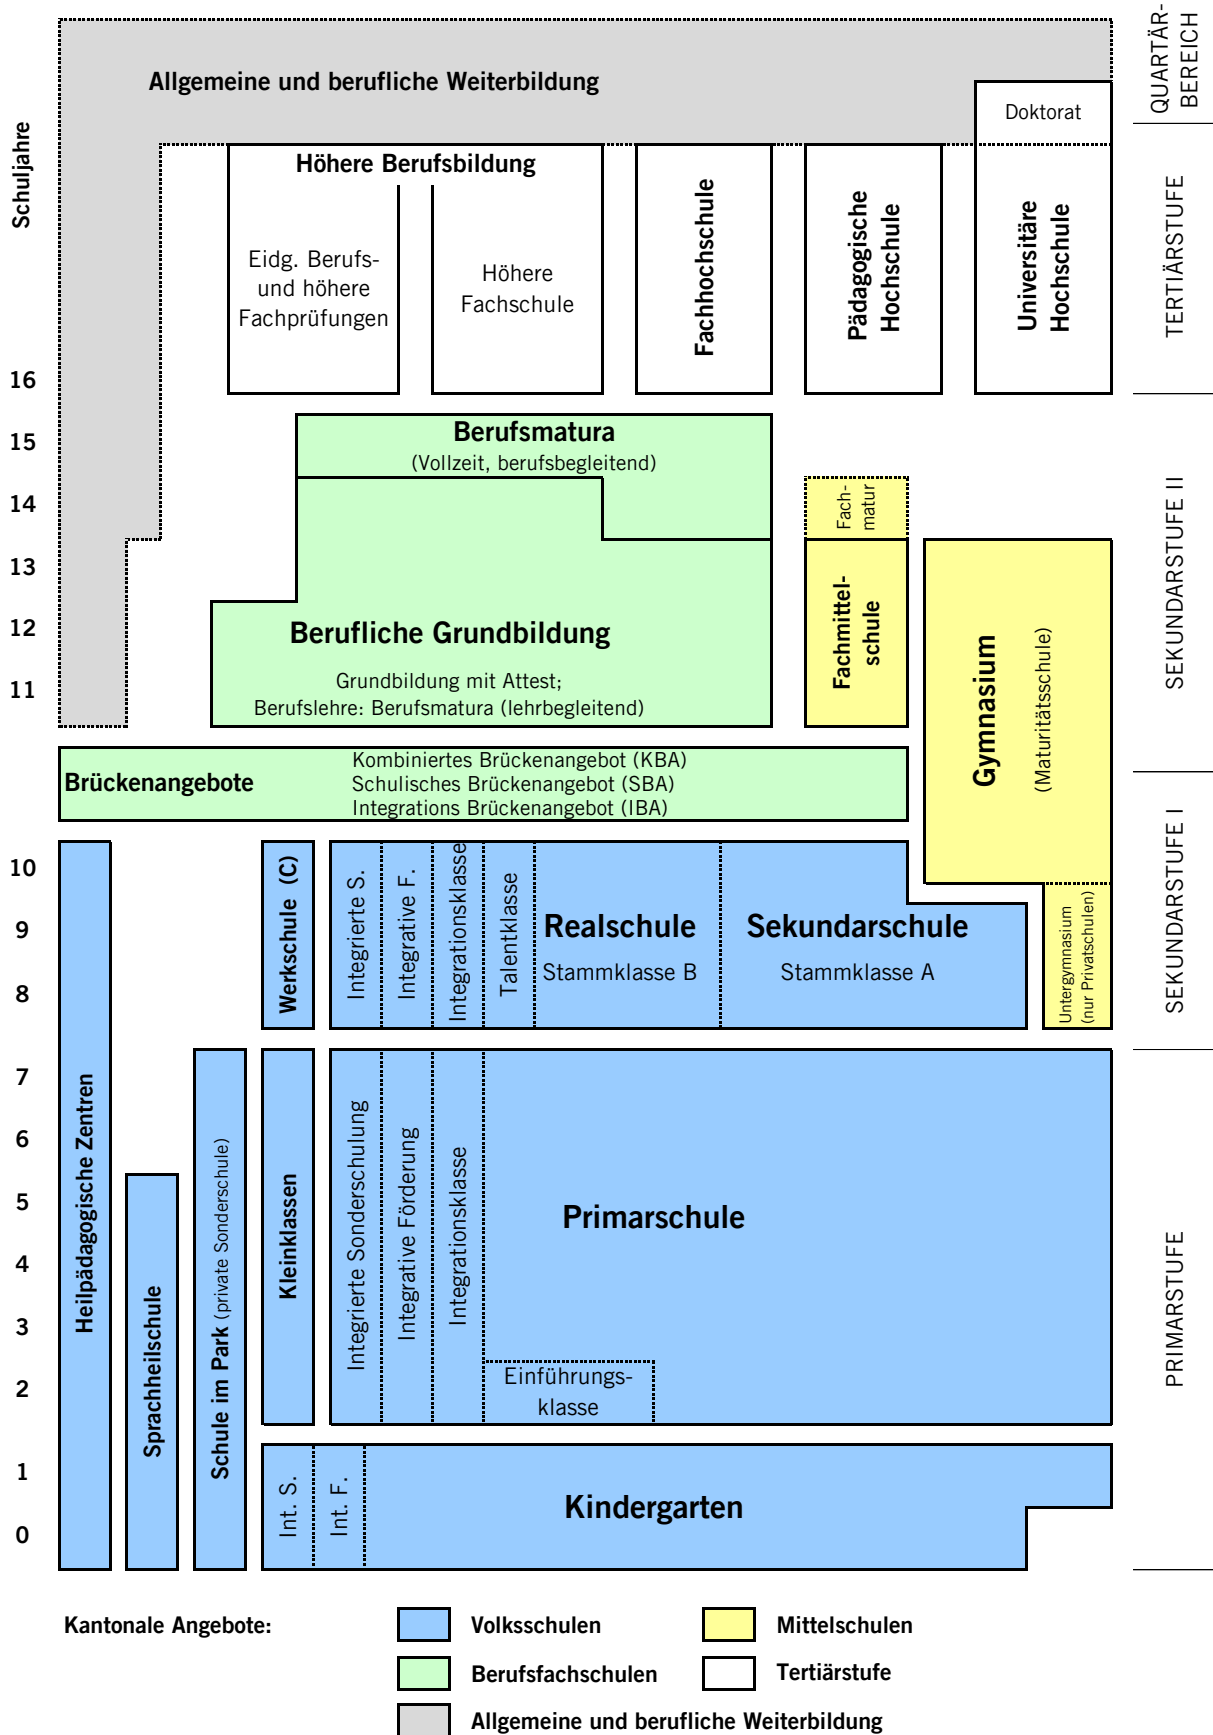 QUARTÄR-
BEREICH
Allgemeine und berufliche Weiterbildung
Doktorat
Schuljahre
Höhere Berufsbildung
Eidg. Berufs-
und höhere
Fachprüfungen
Höhere
Fachschule
Fachhochschule
Pädagogische
Hochschule
Universitäre
Hochschule
TERTIÄRSTUFE
16
15
14
13
12
11
Berufsmatura
(Vollzeit, berufsbegleitend)
Fach-
matur
Berufliche Grundbildung
Grundbildung mit Attest;
Berufslehre: Berufsmatura (lehrbegleitend)
Fachmittel-
schule
Gymnasium
(Maturitätsschule)
SEKUNDARSTUFE II
Brückenangebote
Kombiniertes Brückenangebot (KBA)
Schulisches Brückenangebot (SBA)
Integrations Brückenangebot (IBA)
10
9
8
Werkschule (C)
Integrierte S.
Integrative F.
Integrationsklasse
Talentklasse
Realschule
Stammklasse B
Sekundarschule
Stammklasse A
Untergymnasium
(nur Privatschulen)
SEKUNDARSTUFE I
7
6
5
4
3
2
Heilpädagogische Zentren
Sprachheilschule
Schule im Park (private Sonderschule)
Kleinklassen
Integrierte Sonderschulung
Integrative Förderung
Integrationsklasse
Primarschule
Einführungs-
klasse
PRIMARSTUFE
1
0
Int. S.
Int. F.
Kindergarten
Kantonale Angebote:
Volksschulen
Mittelschulen
Berufsfachschulen
Tertiärstufe
Allgemeine und berufliche Weiterbildung